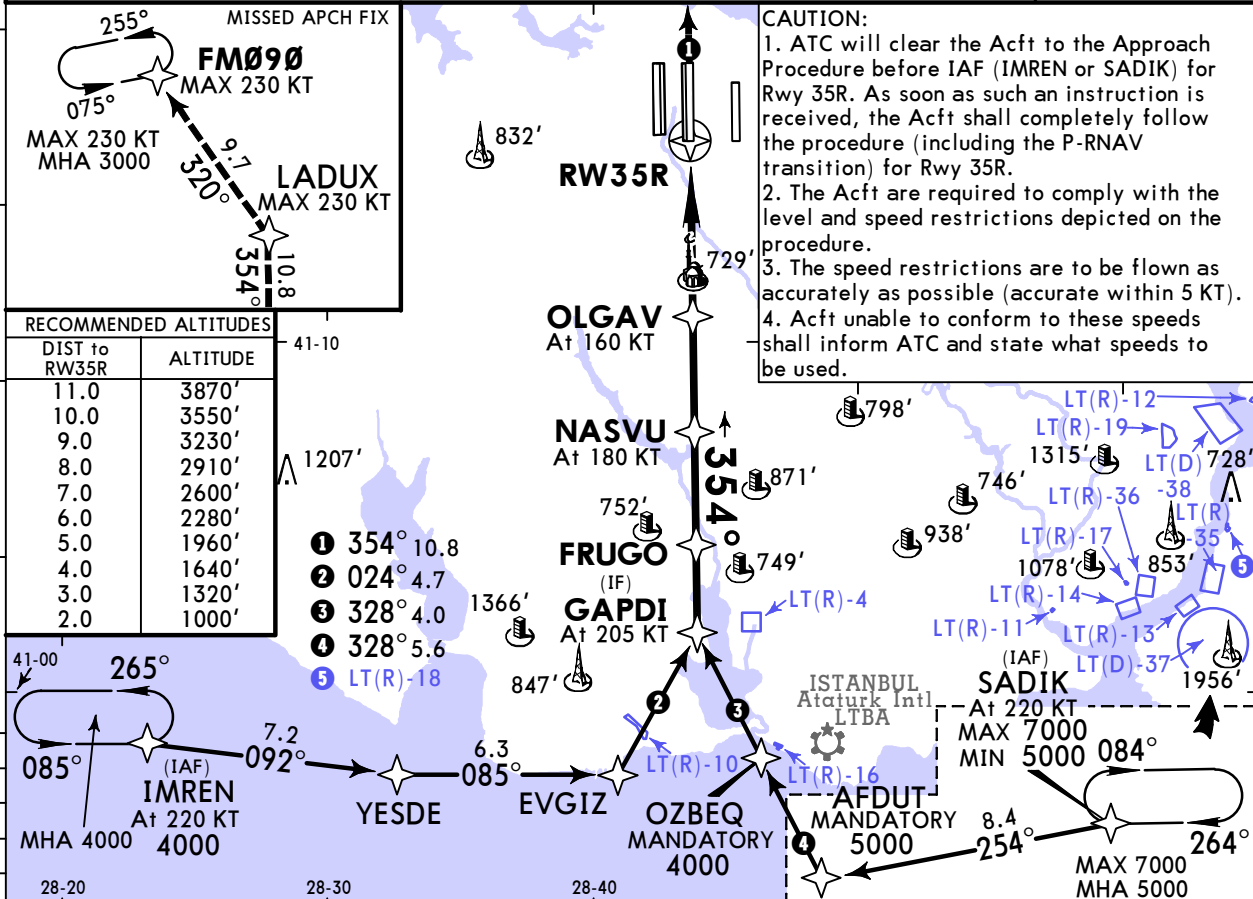 MISSED APCH FIX
255°
FMØ9Ø
MAX 230 KT
075°
MAX 230 KT
MHA 3000
9.7
320°
LADUX
MAX 230 KT
354°
10.8
CAUTION:
1. ATC will clear the Acft to the Approach
Procedure before IAF (IMREN or SADIK) for
Rwy 35R. As soon as such an instruction is
received, the Acft shall completely follow
the procedure (including the P-RNAV
transition) for Rwy 35R.
2. The Acft are required to comply with the
level and speed restrictions depicted on the
procedure.
3. The speed restrictions are to be flown as
accurately as possible (accurate within 5 KT).
4. Acft unable to conform to these speeds
shall inform ATC and state what speeds to
be used.
RECOMMENDED ALTITUDES
DIST to RW35R ALTITUDE
11.0 3870'
10.0 3550'
9.0 3230'
8.0 2910'
7.0 2600'
6.0 2280'
5.0 1960'
4.0 1640'
3.0 1320'
2.0 1000'
1
832'
RW35R
729'
OLGAV
At 160 KT
41-10
NASVU
At 180 KT
354°
798'
871'
752'
746'
938'
749'
FRUGO
(IF)
GAPDI
At 205 KT
1207'
1 354° 10.8
2 024° 4.7
3 328° 4.0
4 328° 5.6
5 LT(R)-18
1366'
847'
LT(R)-4
LT(R)-12
LT(R)-19
1315'
LT(D)
-38
728'
LT(R)-36
LT(R)
-35
LT(R)-17
853'
5
1078'
LT(R)-14
LT(R)-11
LT(R)-13
LT(D)-37
1956'
ISTANBUL
Ataturk Intl
LTBA
41-00
265°
085°
MHA 4000
(IAF)
IMREN
At 220 KT
4000
7.2
092°
YESDE
6.3
085°
EVGIZ
2
3
LT(R)-10
LT(R)-16
OZBEQ
MANDATORY
4000
4
AFDUT
MANDATORY
5000
8.4
254°
(IAF)
SADIK
At 220 KT
MAX 7000
MIN 5000
084°
264°
MAX 7000
MHA 5000
28-20
28-30
28-40